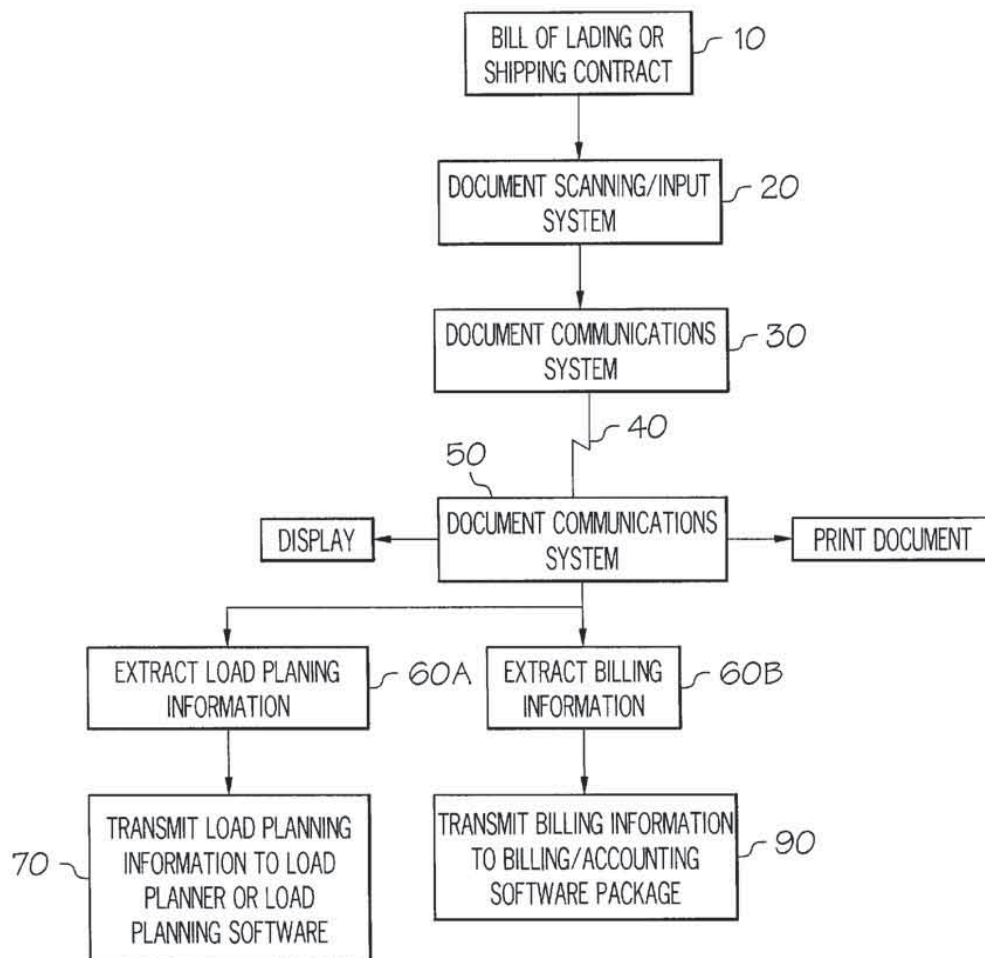 BILL OF LADING OR
SHIPPING CONTRACT
10
DOCUMENT SCANNING/INPUT
SYSTEM
20
DOCUMENT COMMUNICATIONS
SYSTEM
30
40
50
DISPLAY
DOCUMENT COMMUNICATIONS
SYSTEM
PRINT DOCUMENT
EXTRACT LOAD PLANING
INFORMATION
60A
EXTRACT BILLING
INFORMATION
60B
70
TRANSMIT LOAD PLANNING
INFORMATION TO LOAD
PLANNER OR LOAD
PLANNING SOFTWARE
TRANSMIT BILLING INFORMATION
TO BILLING/ACCOUNTING
SOFTWARE PACKAGE
90